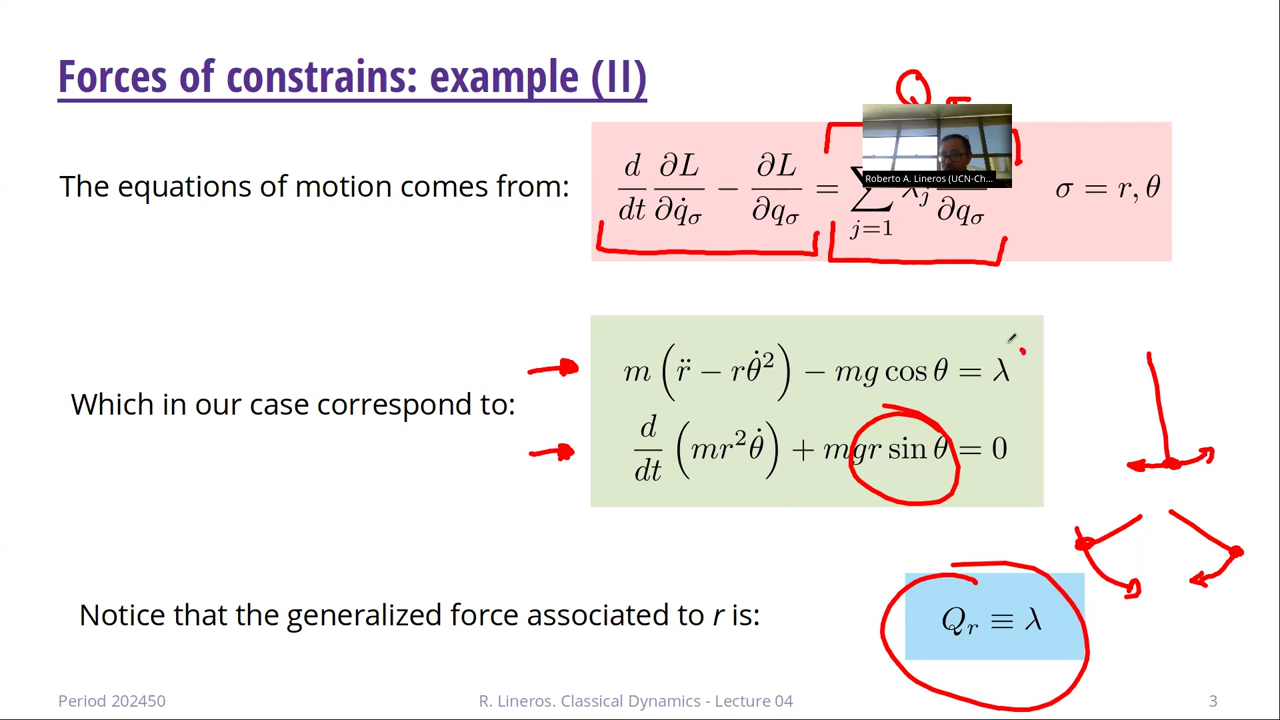 Forces of constrains: example (II)
Q σ
The equations of motion comes from: d/dt ∂L/∂q̇_σ − ∂L/∂q_σ = ∑_{j=1} λ_j /∂q_σ σ = r, θ
Roberto A. Lineros (UCN-Ch...
m (r̈ − rθ̇²) − mg cos θ = λ
Which in our case correspond to:
d/dt (mr²θ̇) + mgr sin θ = 0
Notice that the generalized force associated to r is: Q_r ≡ λ
Period 202450 R. Lineros. Classical Dynamics - Lecture 04 3